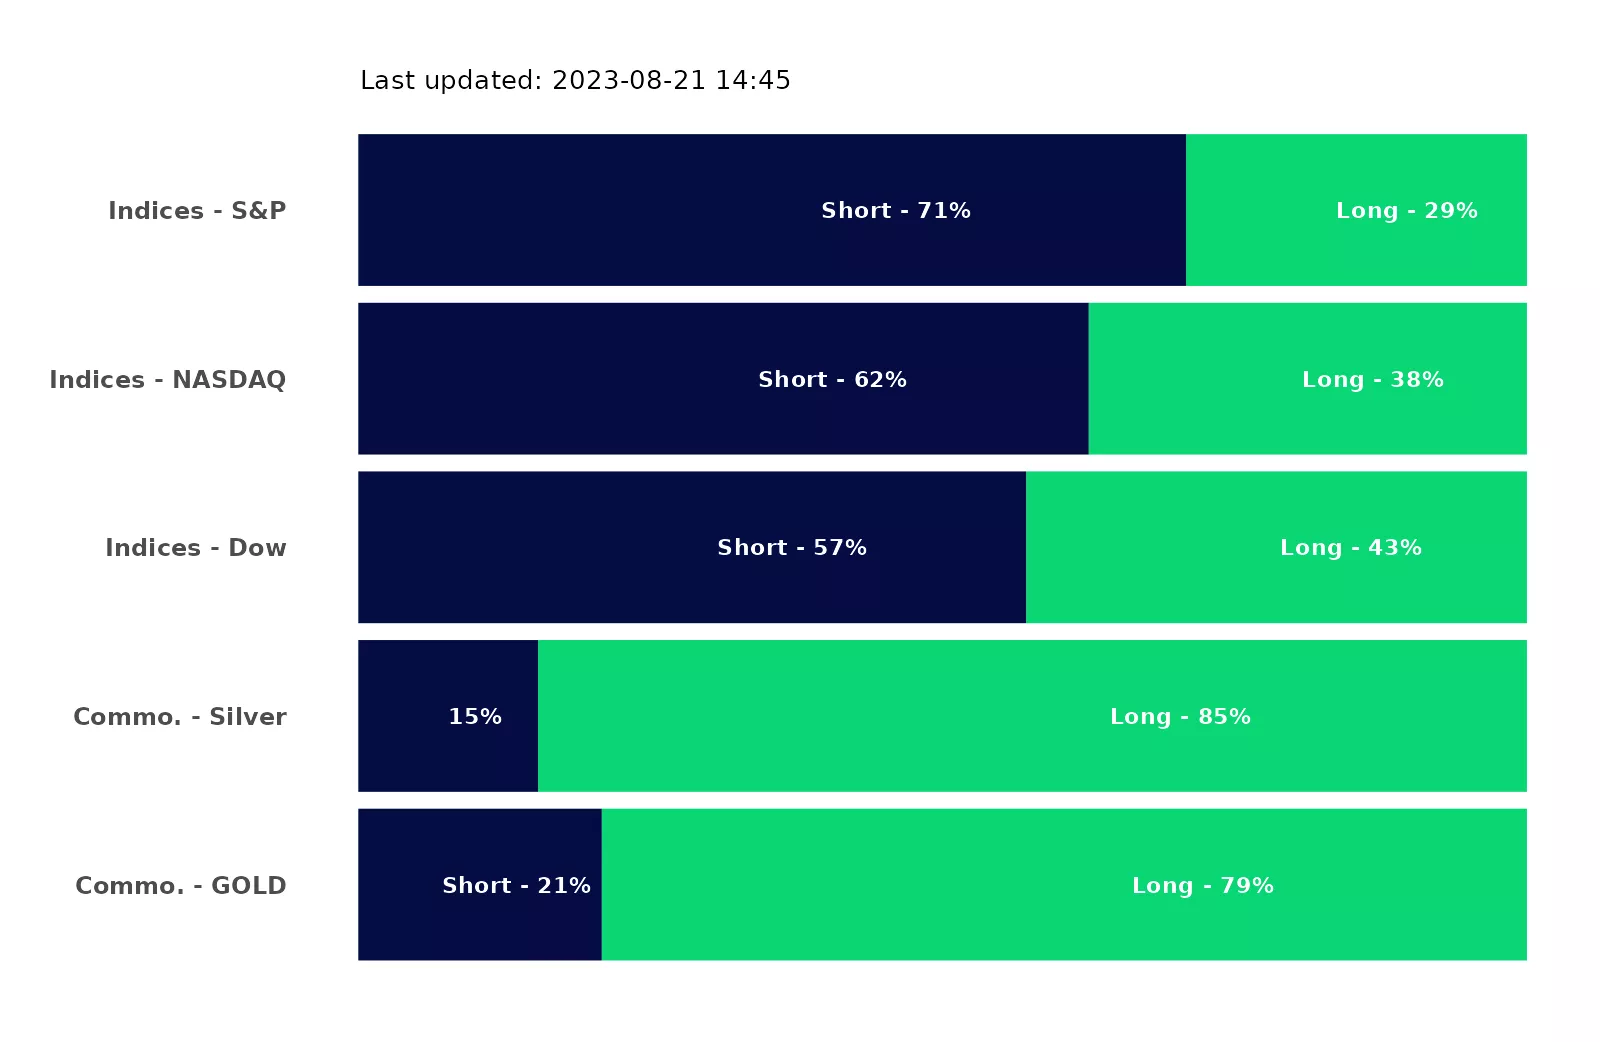 Last updated: 2023-08-21 14:45
Indices - S&P Short - 71% Long - 29%
Indices - NASDAQ Short - 62% Long - 38%
Indices - Dow Short - 57% Long - 43%
Commo. - Silver 15% Long - 85%
Commo. - GOLD Short - 21% Long - 79%